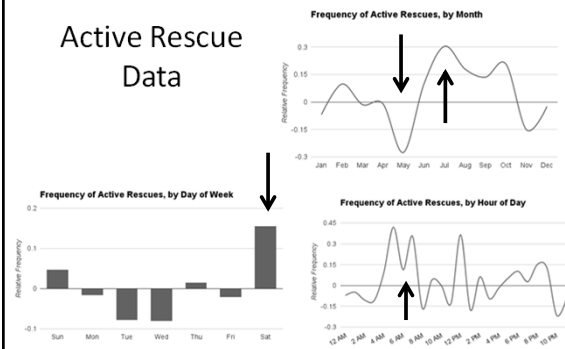 Active Rescue
Data
Frequency of Active Rescues, by Month
Relative Frequency
0.3
0.15
0
-0.15
-0.3
Jan Feb Mar Apr May Jun Jul Aug Sep Oct Nov Dec
Frequency of Active Rescues, by Day of Week
Relative Frequency
0.2
0.1
0
-0.1
Sun Mon Tue Wed Thu Fri Sat
Frequency of Active Rescues, by Hour of Day
Relative Frequency
0.45
0.3
0.15
0
-0.15
-0.3
12 AM 2 AM 4 AM 6 AM 8 AM 10 AM 12 PM 2 PM 4 PM 6 PM 8 PM 10 PM